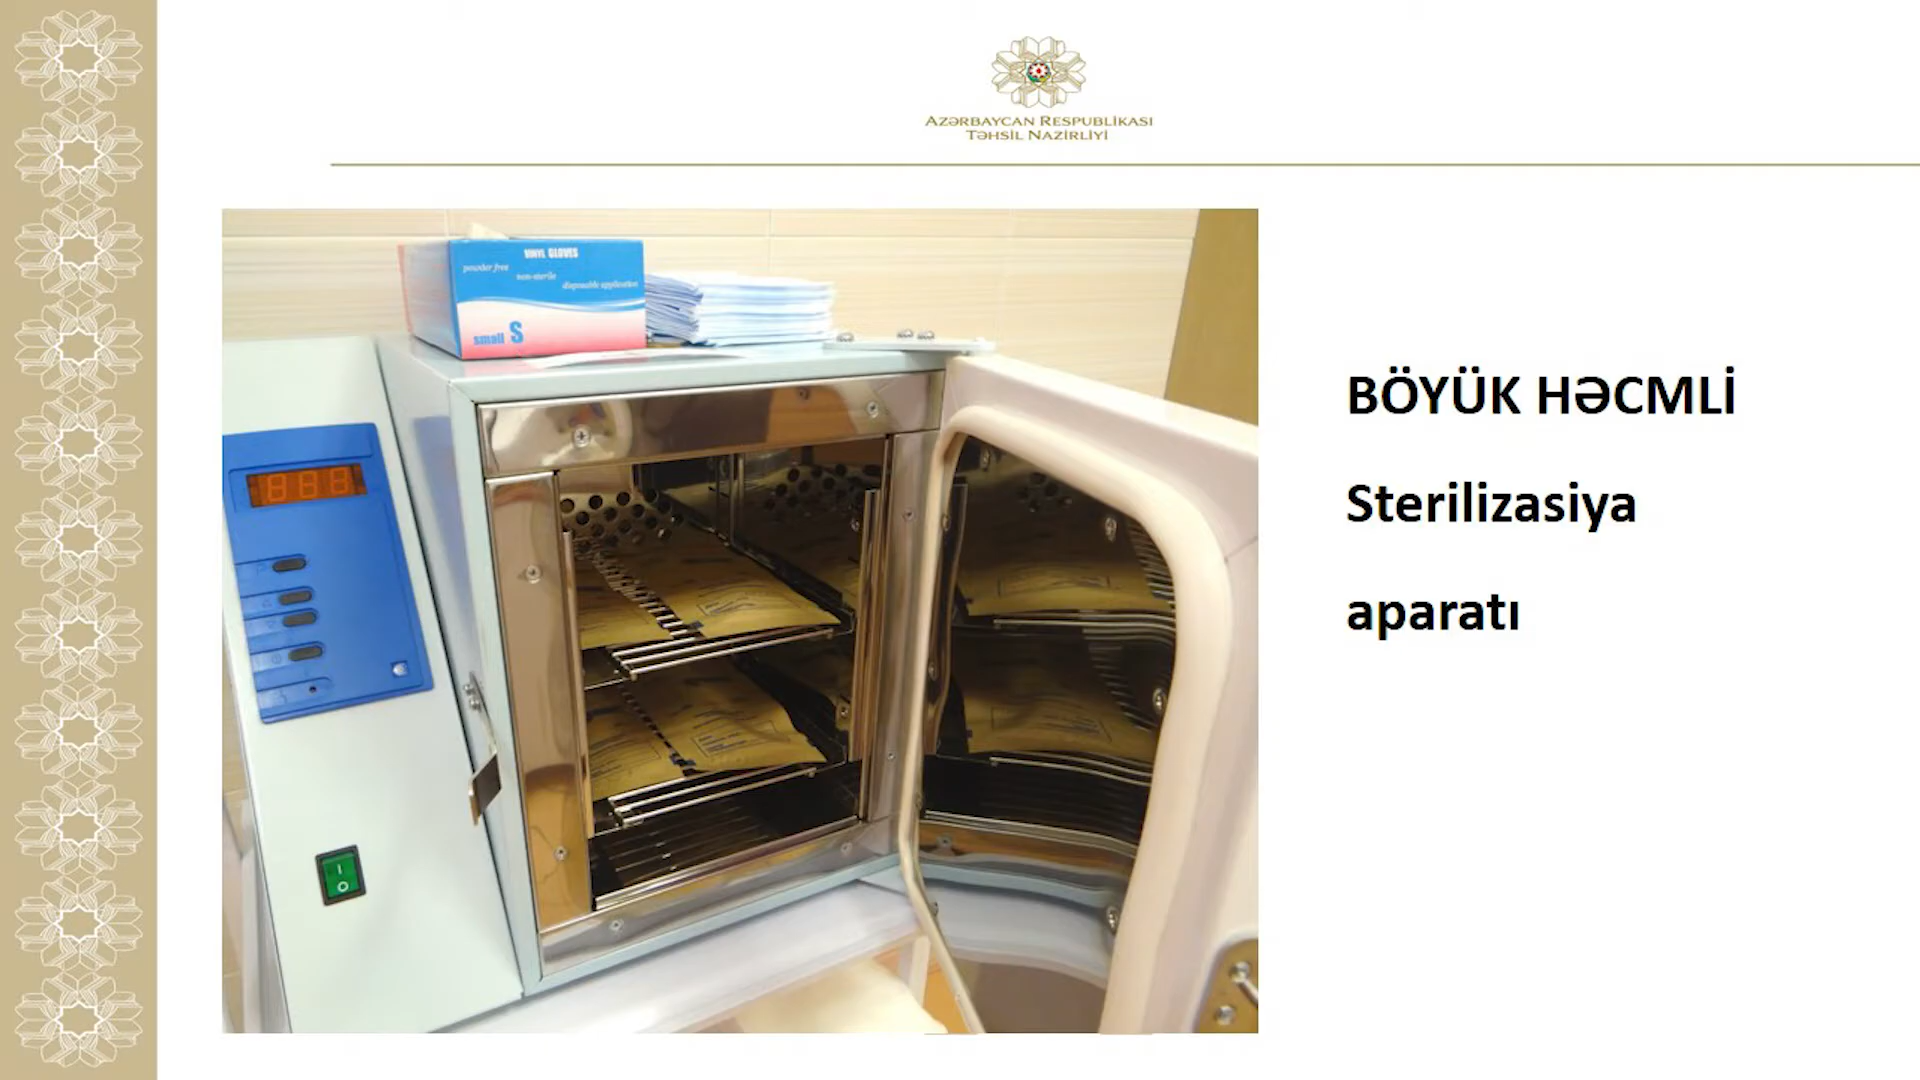 AZƏRBAYCAN RESPUBLİKASI
TƏHSİL NAZİRLİYİ
VINYL GLOVES
powder free
non-sterile
disposable application
small S
BÖYÜK HƏCMLİ
Sterilizasiya
aparatı